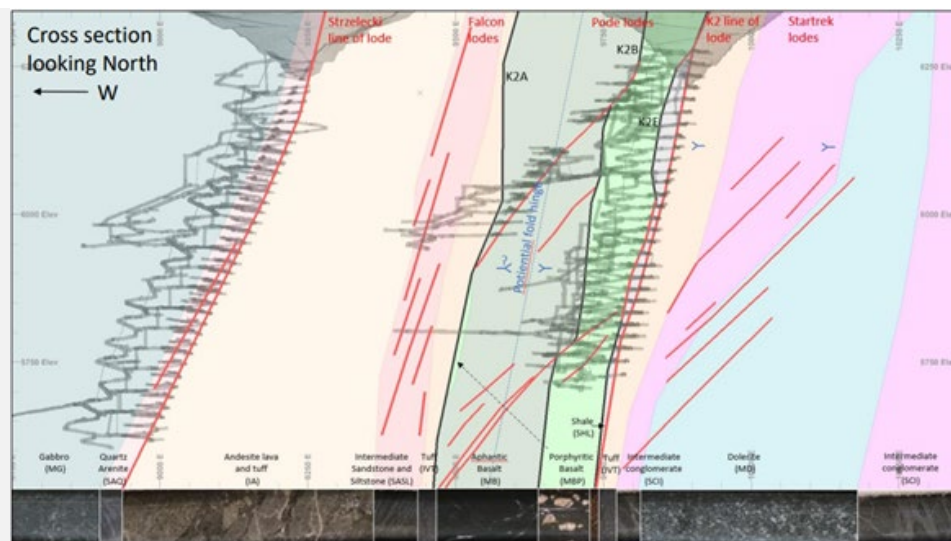 Cross section
looking North
W
Strzelecki
line of lode
Falcon
lodes
Pode lodes
K2 line of
lode
Startrek
lodes
K2A
K2B
K2E
6250 Elev
6000 Elev
5750 Elev
Potiential fold hinge
Shale
(SHL)
Gabbro
(MG)
Quartz
Arenite
(SAQ)
Andesite lava
and tuff
(IA)
Intermediate
Sandstone and
Siltstone (SASL)
Tuff
(IVT)
Aphantic
Basalt
(MB)
Porphyritic
Basalt
(MBP)
Tuff
(IVT)
Intermediate
conglomerate
(SCI)
Dolerite
(MD)
Intermediate
conglomerate
(SCI)